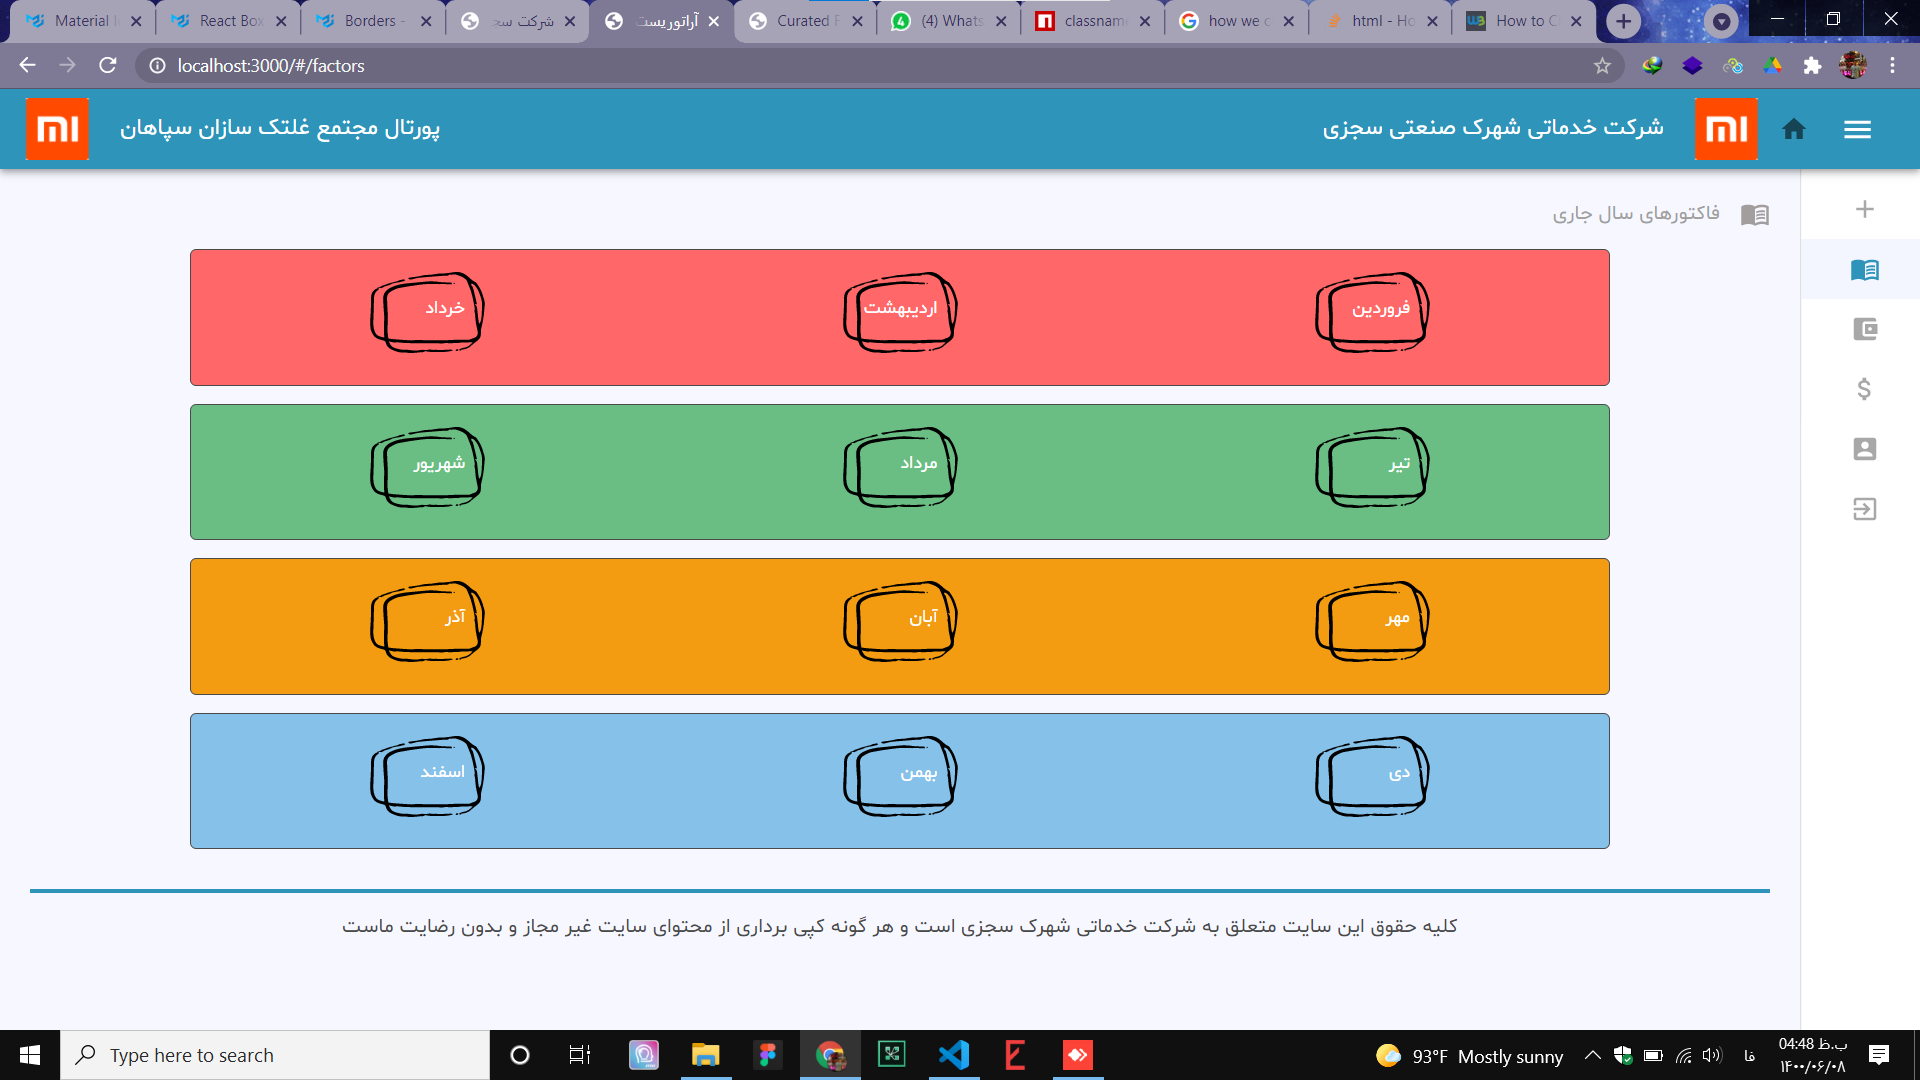 Material I
React Box
Borders -
شرکت سج
آراتوریست
Curated F
(4) Whats
classname
how we c
html - Ho
How to C
localhost:3000/#/factors
شرکت خدماتی شهرک صنعتی سجزی
پورتال مجتمع غلتک سازان سپاهان
فاکتورهای سال جاری
فروردین
اردیبهشت
خرداد
تیر
مرداد
شهریور
مهر
آبان
آذر
دی
بهمن
اسفند
کلیه حقوق این سایت متعلق به شرکت خدماتی شهرک سجزی است و هر گونه کپی برداری از محتوای سایت غیر مجاز و بدون رضایت ماست
Type here to search
93°F Mostly sunny
فا
04:48 ب.ظ
۱۴۰۰/۰۶/۰۸